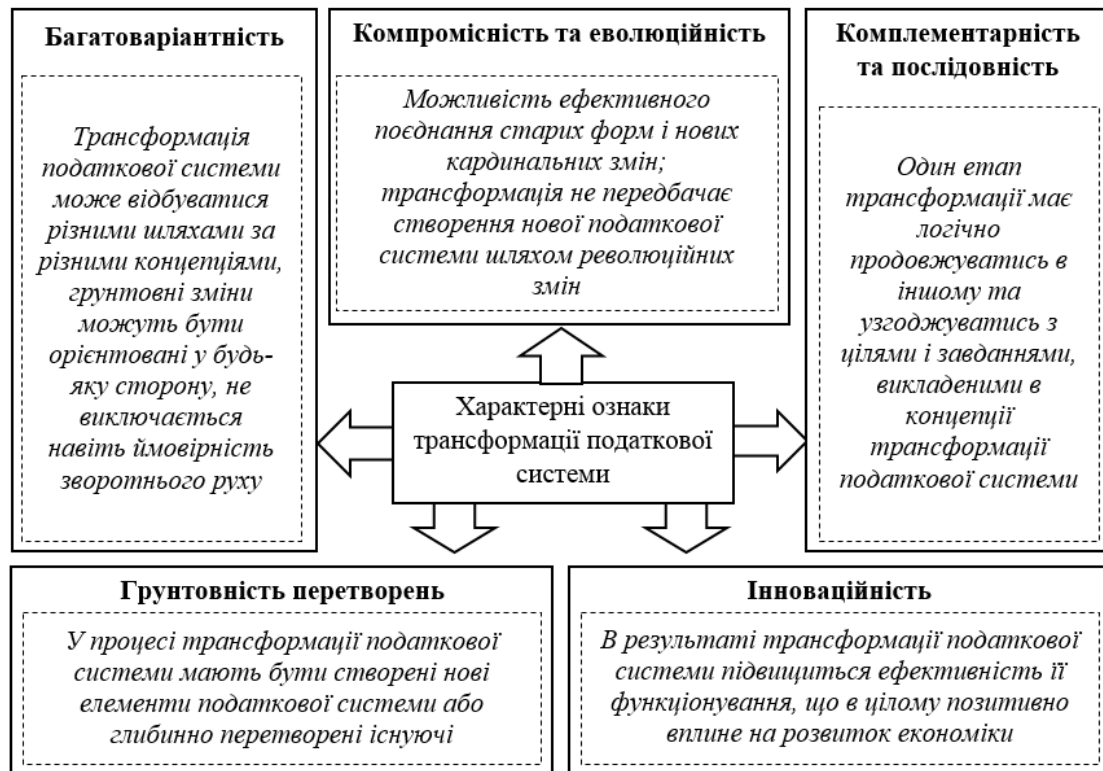 Багатоваріантність
Трансформація
податкової системи
може відбуватися
різними шляхами за
різними концепціями,
грунтовні зміни
можуть бути
орієнтовані у будь-
яку сторону, не
виключається
навіть ймовірність
зворотнього руху
Компромісність та еволюційність
Можливість ефективного
поєднання старих форм і нових
кардинальних змін;
трансформація не передбачає
створення нової податкової
системи шляхом революційних
змін
Комплементарність
та послідовність
Один етап
трансформації має
логічно
продовжуватись в
іншому та
узгоджуватись з
цілями і завданнями,
викладеними в
концепції
трансформації
податкової системи
Характерні ознаки
трансформації податкової
системи
Грунтовність перетворень
У процесі трансформації податкової
системи мають бути створені нові
елементи податкової системи або
глибинно перетворені існуючі
Інноваційність
В результаті трансформації податкової
системи підвищиться ефективність її
функціонування, що в цілому позитивно
вплине на розвиток економіки